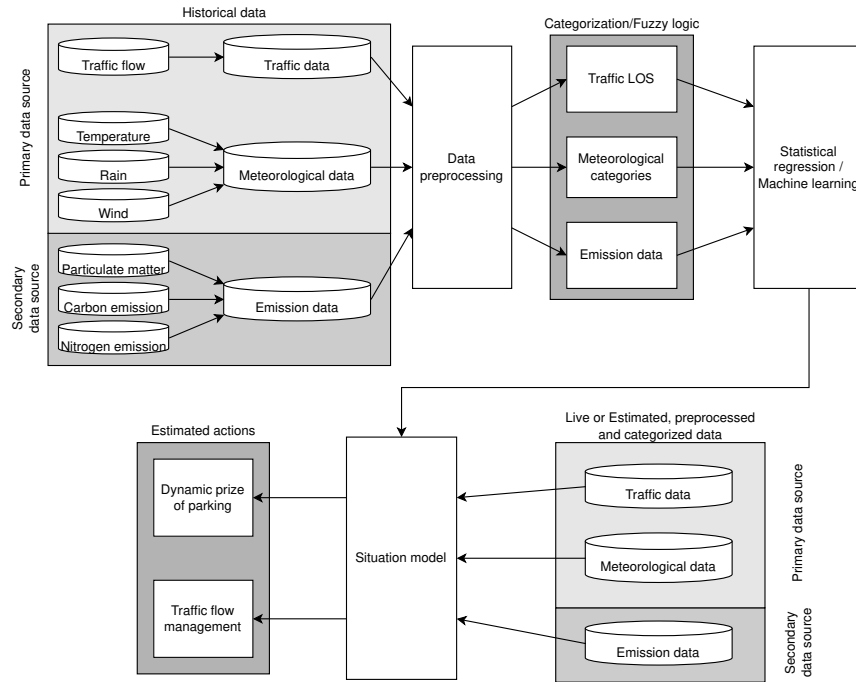 Historical data
Categorization/Fuzzy logic
Primary data source
Traffic flow
Traffic data
Temperature
Rain
Wind
Meteorological data
Secondary
data source
Particulate matter
Carbon emission
Nitrogen emission
Emission data
Data
preprocessing
Traffic LOS
Meteorological
categories
Emission data
Statistical
regression /
Machine learning
Estimated actions
Dynamic prize
of parking
Traffic flow
management
Situation model
Live or Estimated, preprocessed
and categorized data
Traffic data
Meteorological data
Emission data
Primary data source
Secondary
data source